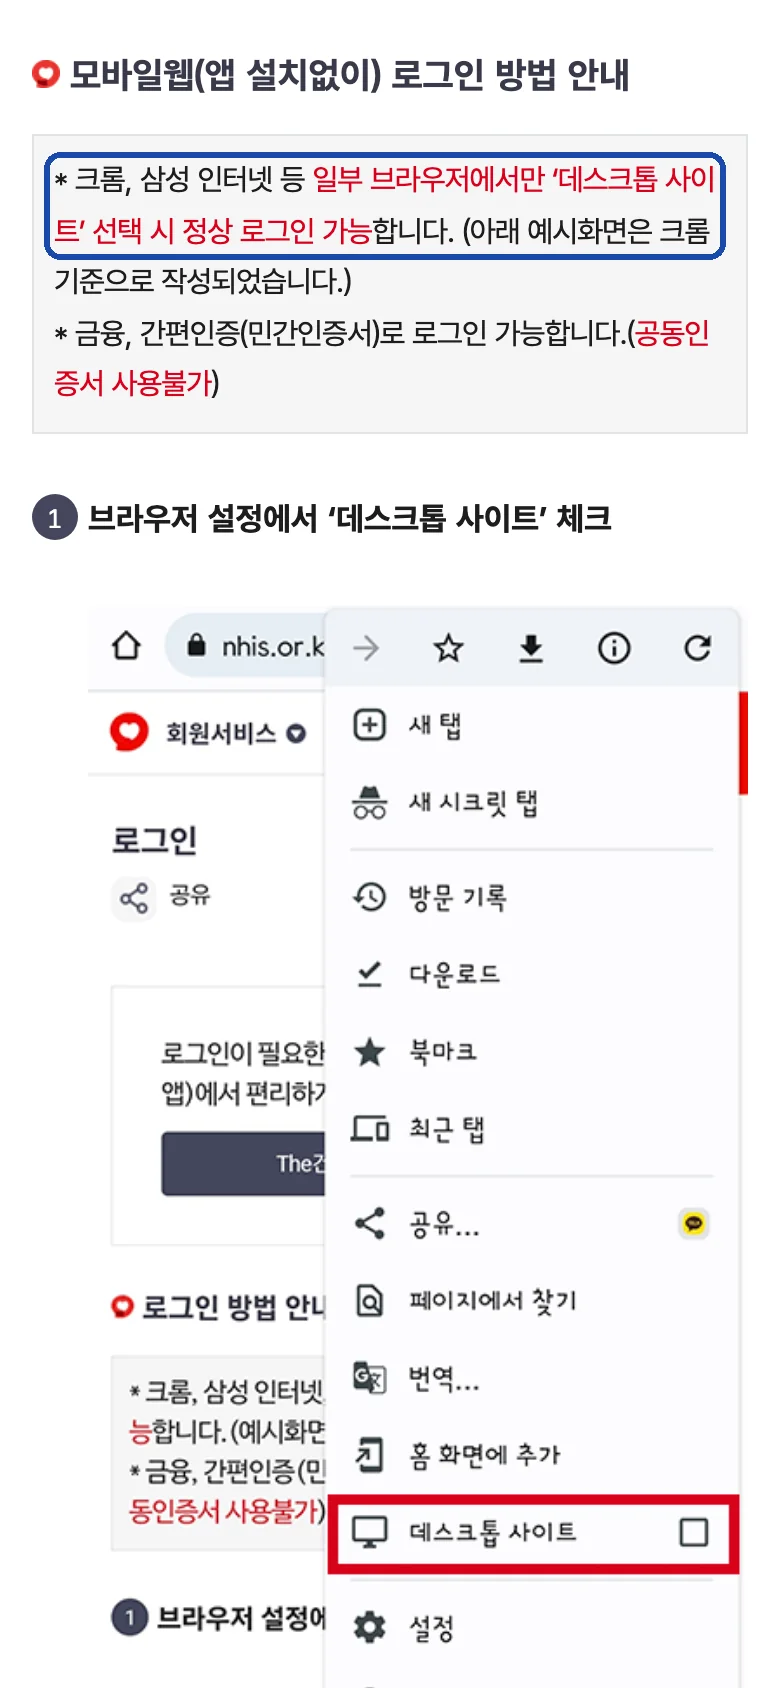 모바일웹(앱 설치없이) 로그인 방법 안내
* 크롬, 삼성 인터넷 등 일부 브라우저에서만 ‘데스크톱 사이
트’ 선택 시 정상 로그인 가능합니다. (아래 예시화면은 크롬
기준으로 작성되었습니다.)
* 금융, 간편인증(민간인증서)로 로그인 가능합니다.(공동인
증서 사용불가)
1 브라우저 설정에서 ‘데스크톱 사이트’ 체크
nhis.or.k
회원서비스
새 탭
새 시크릿 탭
로그인
공유
방문 기록
다운로드
로그인이 필요한
앱)에서 편리하게
북마크
최근 탭
The건
공유...
로그인 방법 안내
페이지에서 찾기
* 크롬, 삼성 인터넷,
능합니다. (예시화면
* 금융, 간편인증(민
동인증서 사용불가)
번역...
홈 화면에 추가
데스크톱 사이트
1 브라우저 설정에
설정